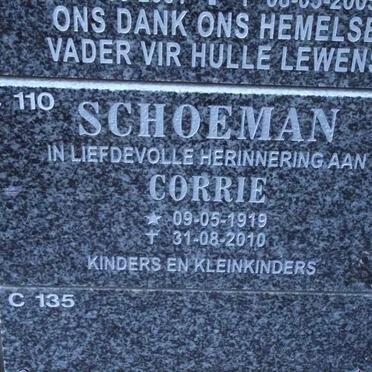 ONS DANK ONS HEMELSE
VADER VIR HULLE LEWENS
110
SCHOEMAN
IN LIEFDEVOLLE HERINNERING AAN
CORRIE
★ 09-05-1919
✝ 31-08-2010
KINDERS EN KLEINKINDERS
C 135